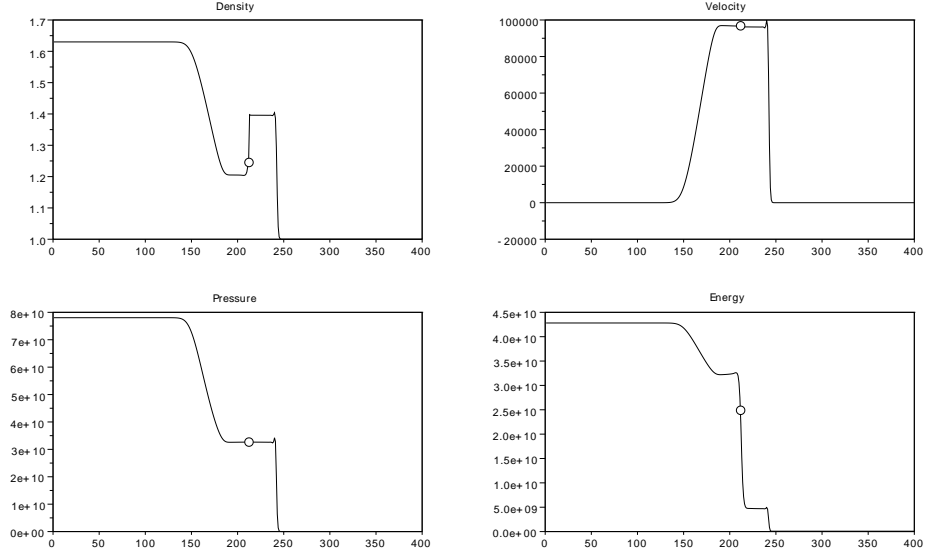 Density
1.7
1.6
1.5
1.4
1.3
1.2
1.1
1.0
0 50 100 150 200 250 300 350 400
Velocity
100000
80000
60000
40000
20000
0
-20000
0 50 100 150 200 250 300 350 400
Pressure
8e+10
7e+10
6e+10
5e+10
4e+10
3e+10
2e+10
1e+10
0e+00
0 50 100 150 200 250 300 350 400
Energy
4.5e+10
4.0e+10
3.5e+10
3.0e+10
2.5e+10
2.0e+10
1.5e+10
1.0e+10
5.0e+09
0.0e+00
0 50 100 150 200 250 300 350 400